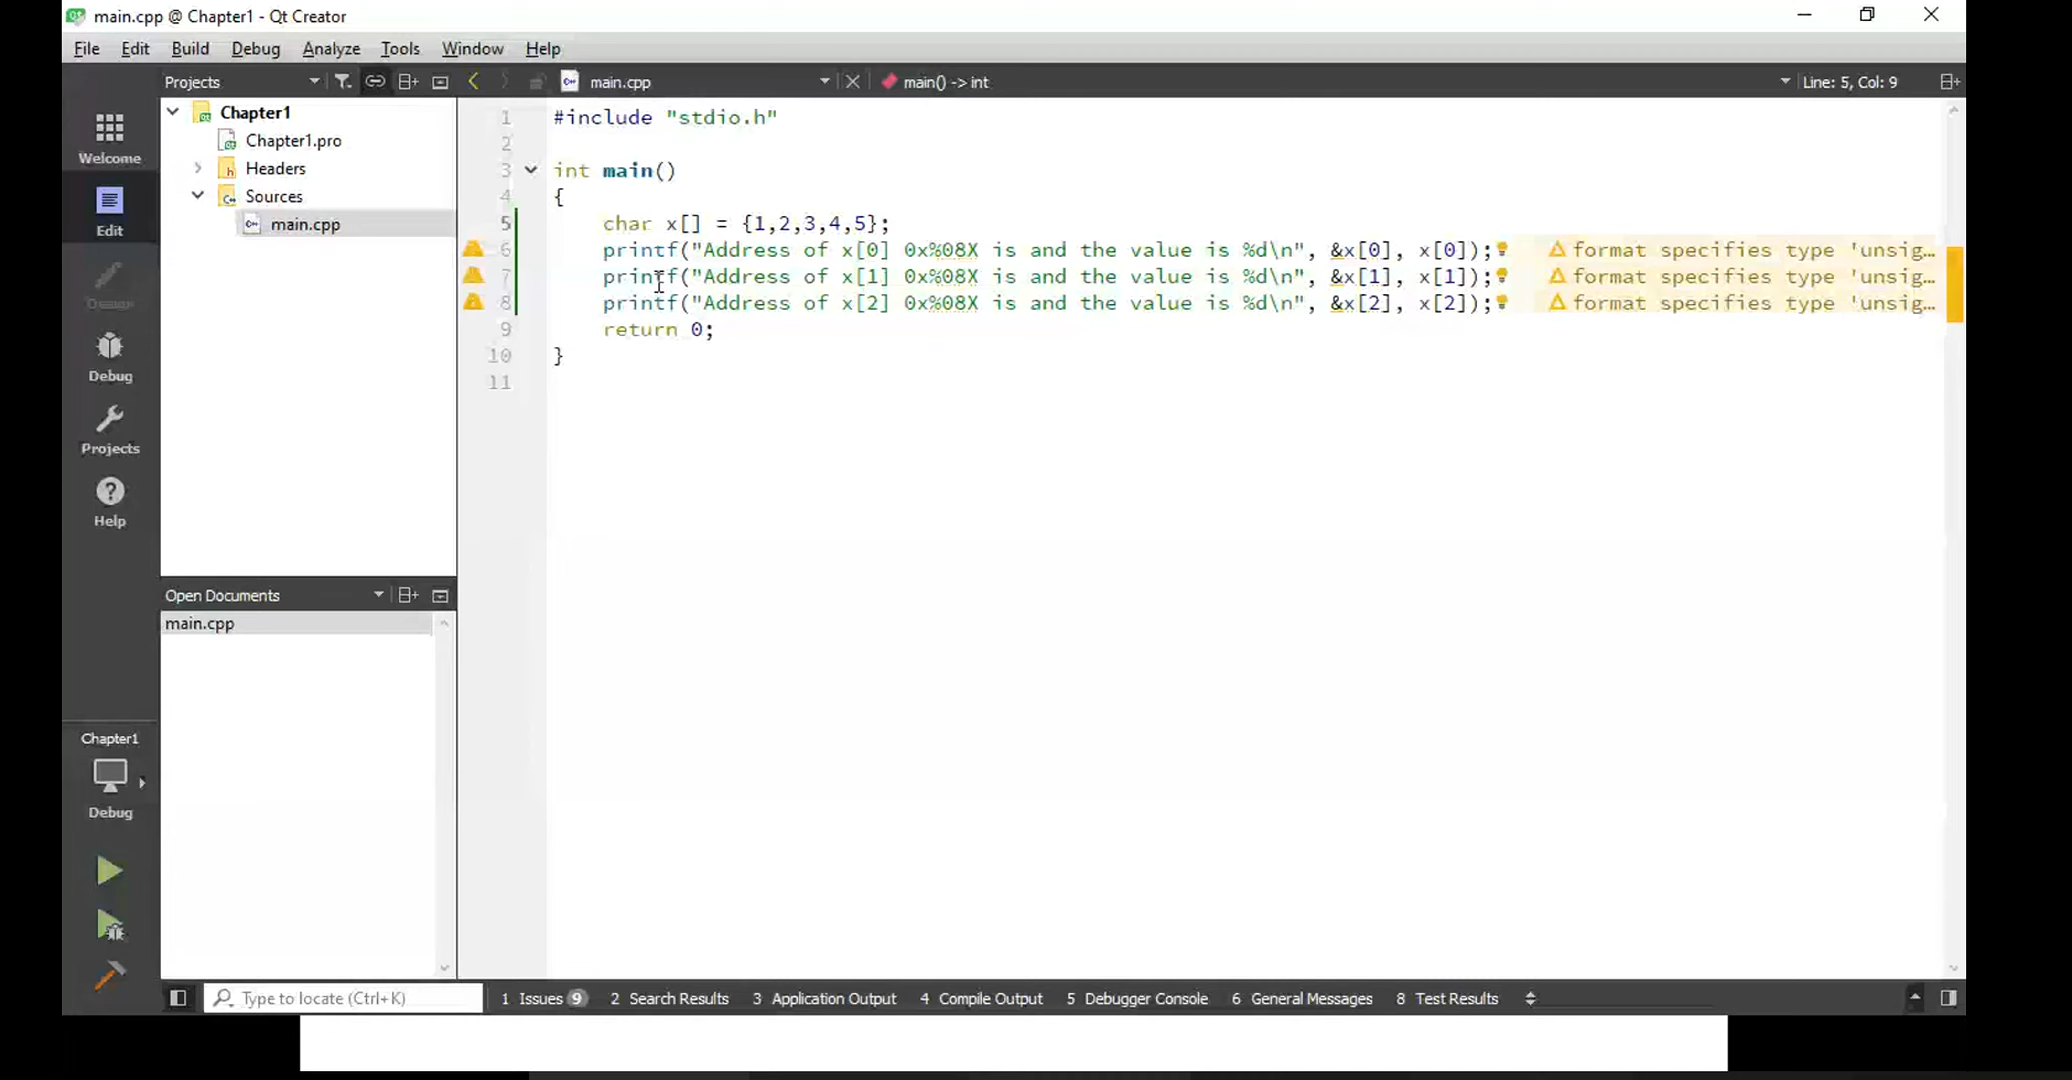 main.cpp @ Chapter1 - Qt Creator
File Edit Build Debug Analyze Tools Window Help
Projects main.cpp main() -> int Line: 5, Col: 9
Welcome
Edit
Design
Debug
Projects
Help
Chapter1
Debug
Chapter1
Chapter1.pro
Headers
Sources
main.cpp
Open Documents
main.cpp
1 #include "stdio.h"
2
3 int main()
4 {
5 char x[] = {1,2,3,4,5};
6 printf("Address of x[0] 0x%08X is and the value is %d\n", &x[0], x[0]); format specifies type 'unsig…
7 printf("Address of x[1] 0x%08X is and the value is %d\n", &x[1], x[1]); format specifies type 'unsig…
8 printf("Address of x[2] 0x%08X is and the value is %d\n", &x[2], x[2]); format specifies type 'unsig…
9 return 0;
10 }
11
Type to locate (Ctrl+K) 1 Issues 9 2 Search Results 3 Application Output 4 Compile Output 5 Debugger Console 6 General Messages 8 Test Results